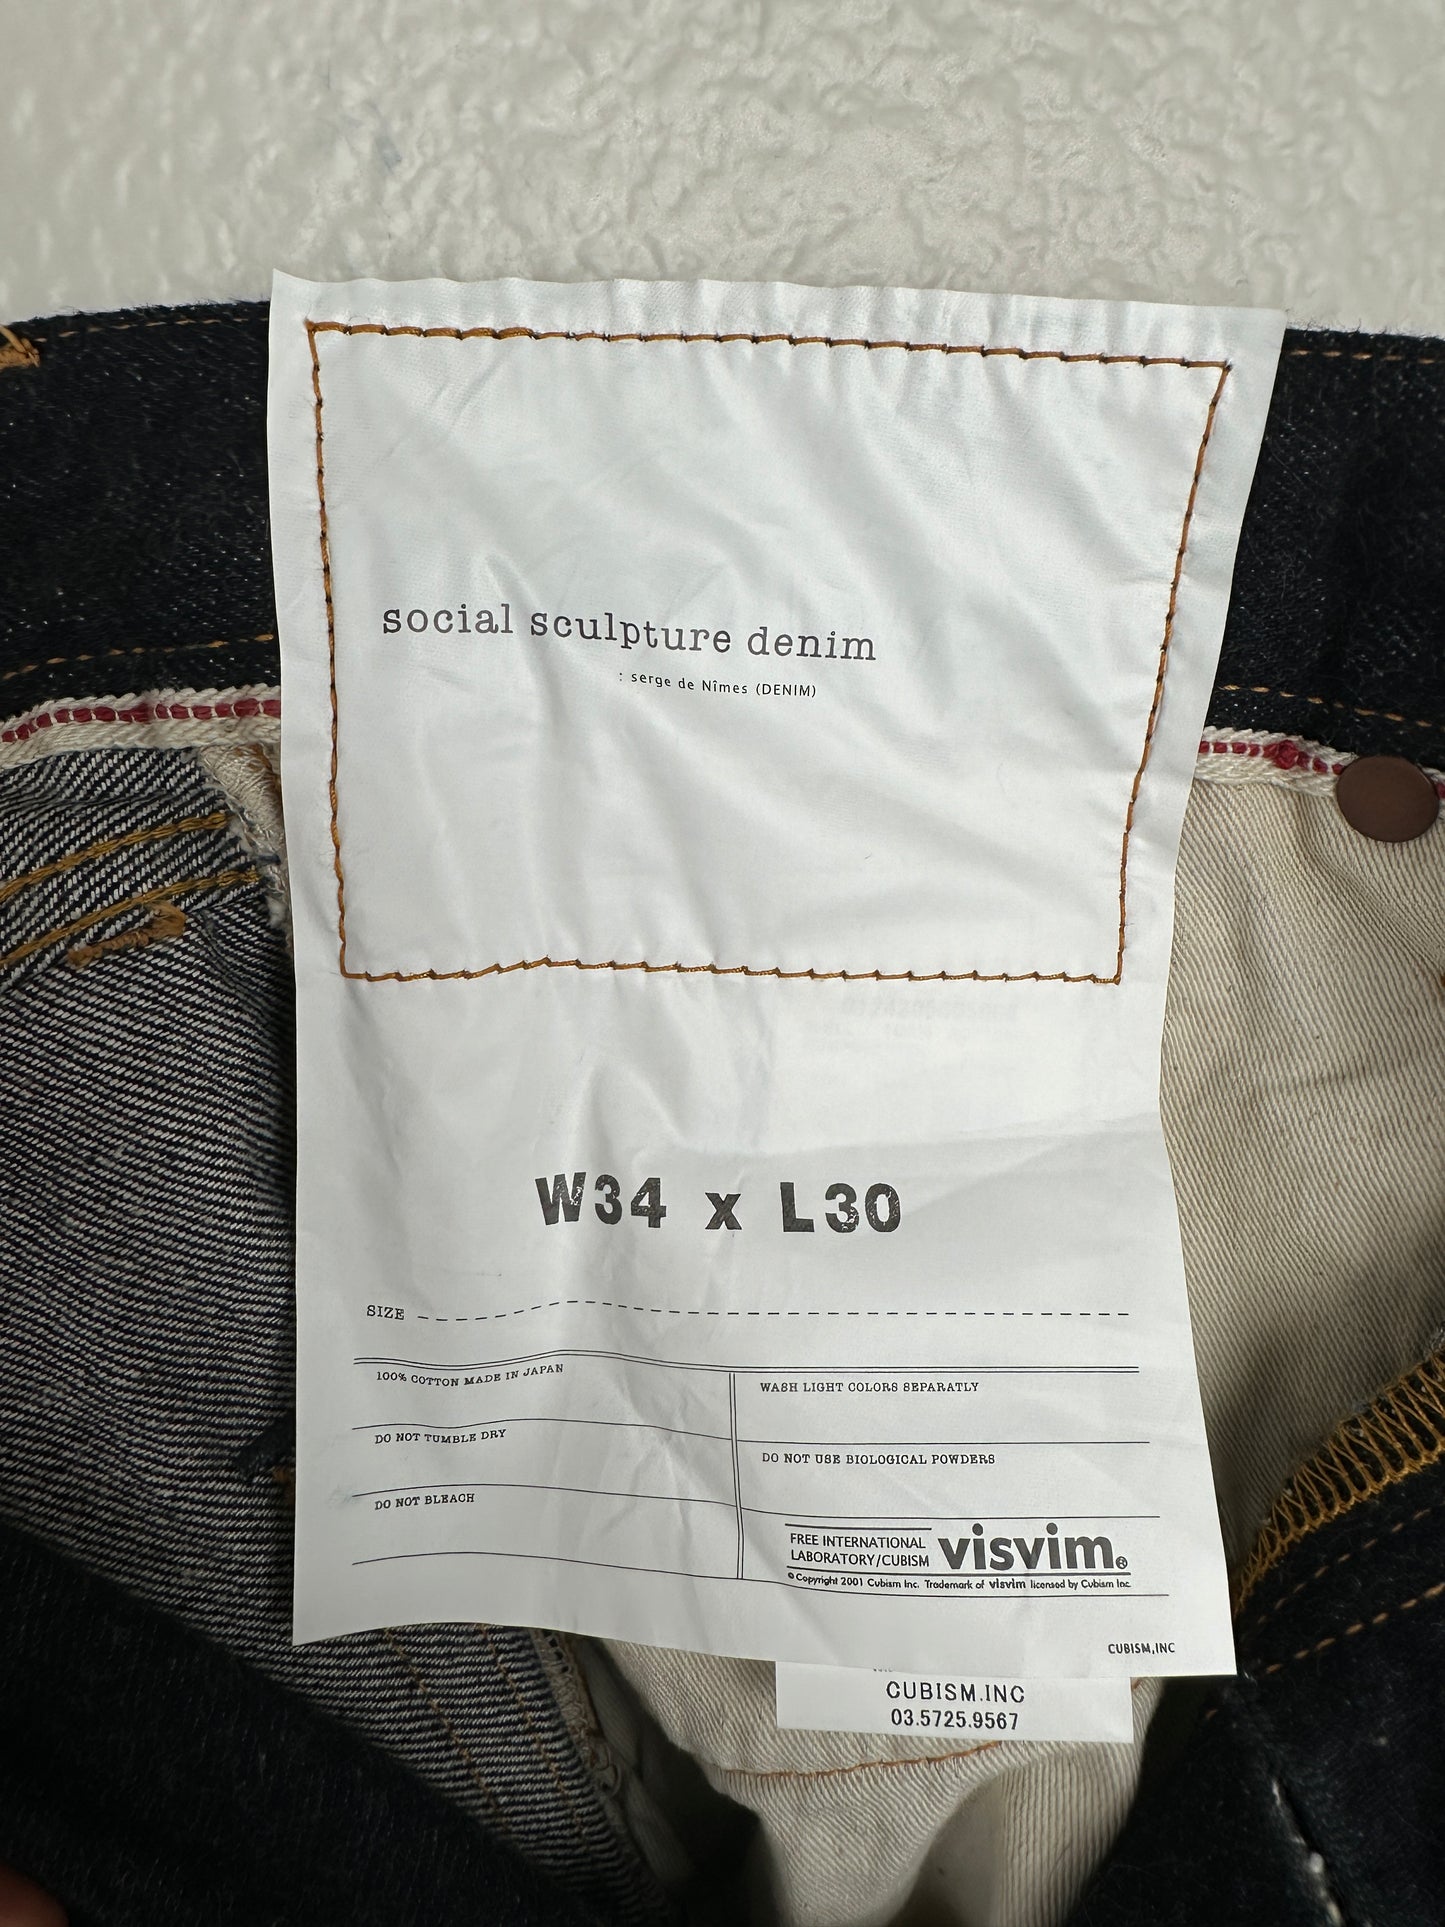 social sculpture denim
: serge de Nîmes (DENIM)
W34 x L30
SIZE
100% COTTON MADE IN JAPAN
DO NOT TUMBLE DRY
DO NOT BLEACH
WASH LIGHT COLORS SEPARATLY
DO NOT USE BIOLOGICAL POWDERS
FREE INTERNATIONAL
LABORATORY/CUBISM
visvim®
© Copyright 2001 Cubism Inc. Trademark of visvim licensed by Cubism Inc.
CUBISM,INC
CUBISM.INC
03.5725.9567